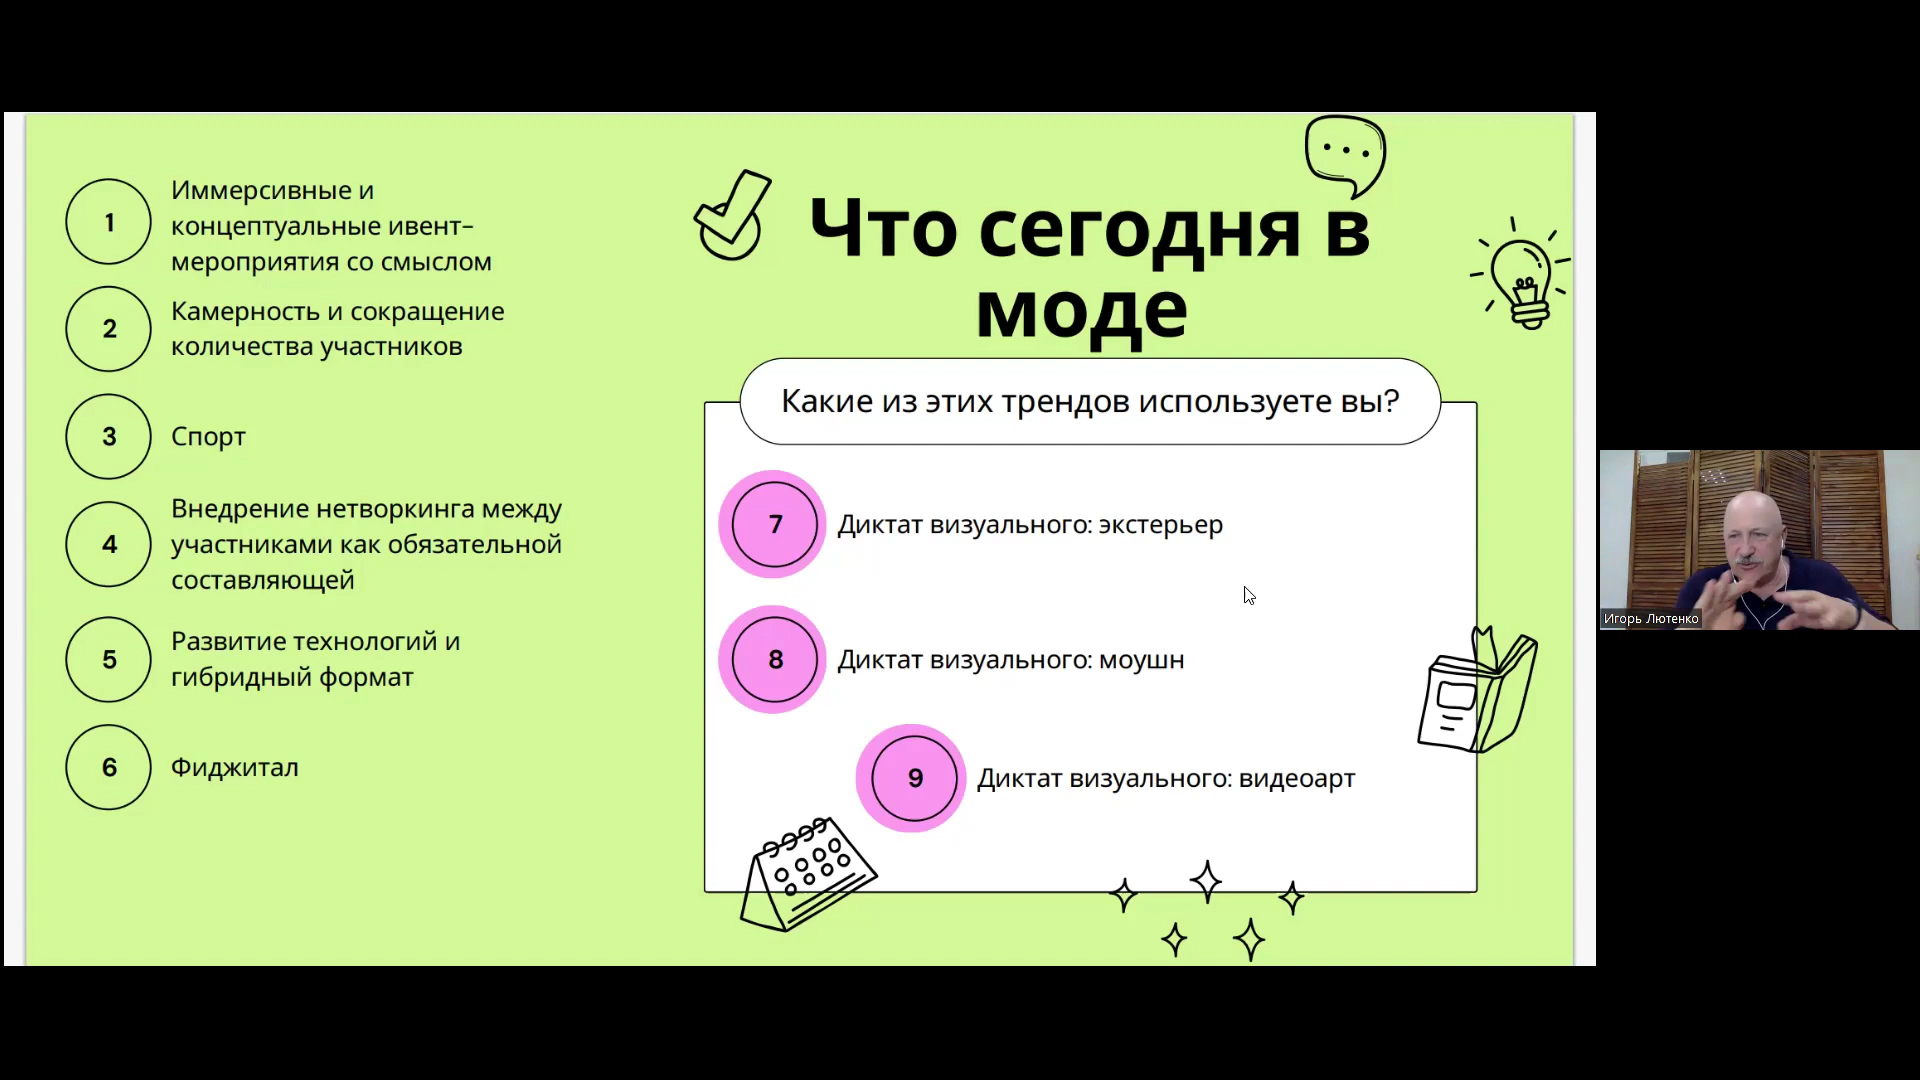 1
Иммерсивные и
концептуальные ивент–
мероприятия со смыслом
2
Камерность и сокращение
количества участников
3
Спорт
4
Внедрение нетворкинга между
участниками как обязательной
составляющей
5
Развитие технологий и
гибридный формат
6
Фиджитал
Что сегодня в
моде
Какие из этих трендов используете вы?
7
Диктат визуального: экстерьер
8
Диктат визуального: моушн
9
Диктат визуального: видеоарт
Игорь Лютенко